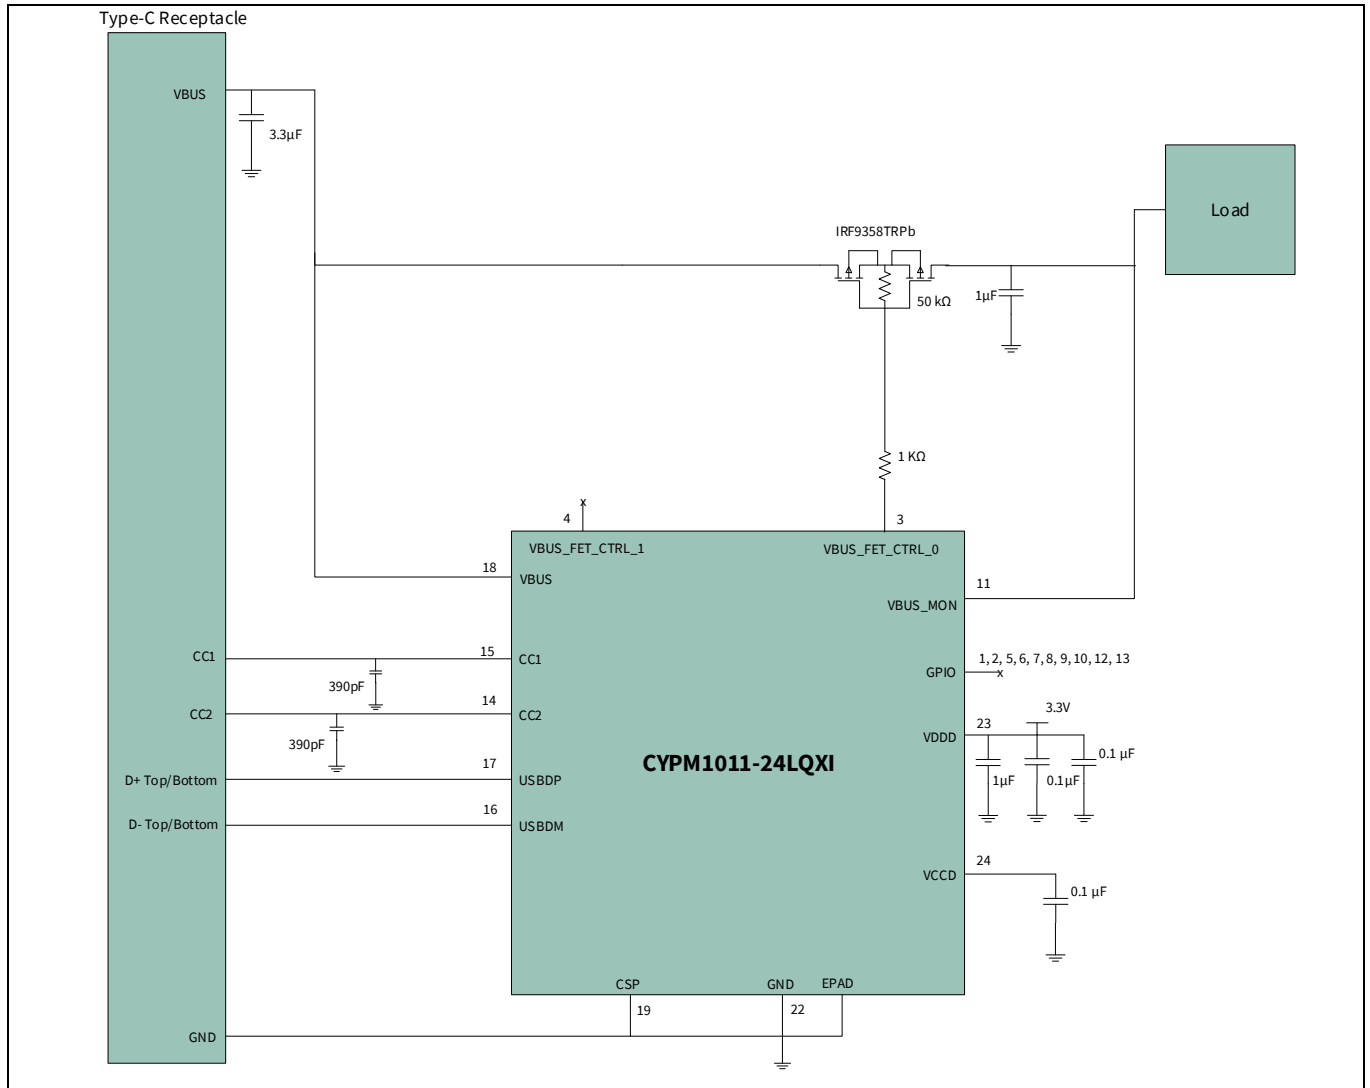 Type-C Receptacle
VBUS
3.3µF
Load
IRF9358TRPb
50 kΩ
1µF
1 KΩ
x
4
3
VBUS_FET_CTRL_1
VBUS_FET_CTRL_0
18
VBUS
11
VBUS_MON
CC1
15
CC1
1, 2, 5, 6, 7, 8, 9, 10, 12, 13
GPIO
x
390pF
CC2
14
CC2
3.3V
23
VDDD
390pF
0.1 µF
1µF
0.1µF
CYPM1011-24LQXI
D+ Top/Bottom
17
USBDP
D- Top/Bottom
16
USBDM
24
VCCD
0.1 µF
CSP
GND
EPAD
19
22
GND